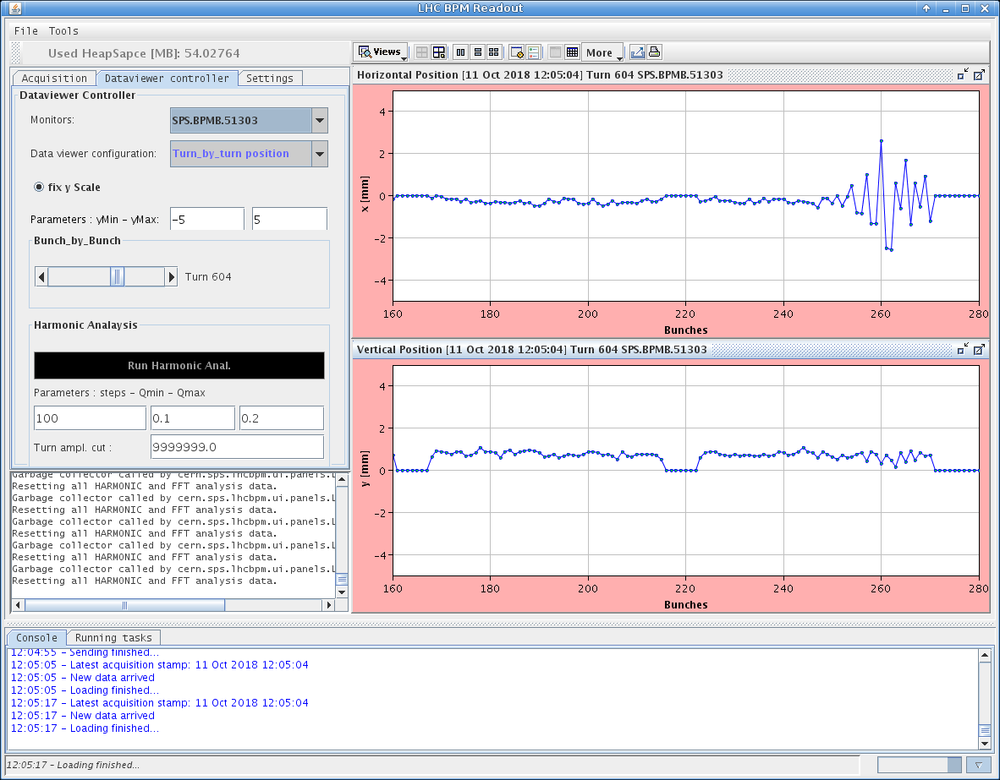 LHC BPM Readout
File Tools
Used HeapSapce [MB]: 54.02764
Acquisition Dataviewer controller Settings
Dataviewer Controller
Monitors: SPS.BPMB.51303
Data viewer configuration: Turn_by_turn position
fix y Scale
Parameters : yMin - yMax: -5 5
Bunch_by_Bunch
Turn 604
Harmonic Analaysis
Run Harmonic Anal.
Parameters : steps - Qmin - Qmax
100 0.1 0.2
Turn ampl. cut : 9999999.0
Garbage collector called by cern.sps.lhcbpm.ui.panels.L
Resetting all HARMONIC and FFT analysis data.
Garbage collector called by cern.sps.lhcbpm.ui.panels.L
Resetting all HARMONIC and FFT analysis data.
Garbage collector called by cern.sps.lhcbpm.ui.panels.L
Resetting all HARMONIC and FFT analysis data.
Garbage collector called by cern.sps.lhcbpm.ui.panels.L
Resetting all HARMONIC and FFT analysis data.
Garbage collector called by cern.sps.lhcbpm.ui.panels.L
Resetting all HARMONIC and FFT analysis data.
Views More
Horizontal Position [11 Oct 2018 12:05:04] Turn 604 SPS.BPMB.51303
4
2
0
-2
-4
x [mm]
160 180 200 220 240 260 280
Bunches
Vertical Position [11 Oct 2018 12:05:04] Turn 604 SPS.BPMB.51303
4
2
0
-2
-4
y [mm]
160 180 200 220 240 260 280
Bunches
Console Running tasks
12:04:55 - Sending finished...
12:05:05 - Latest acquisition stamp: 11 Oct 2018 12:05:04
12:05:05 - New data arrived
12:05:05 - Loading finished...
12:05:17 - Latest acquisition stamp: 11 Oct 2018 12:05:04
12:05:17 - New data arrived
12:05:17 - Loading finished...
12:05:17 - Loading finished...